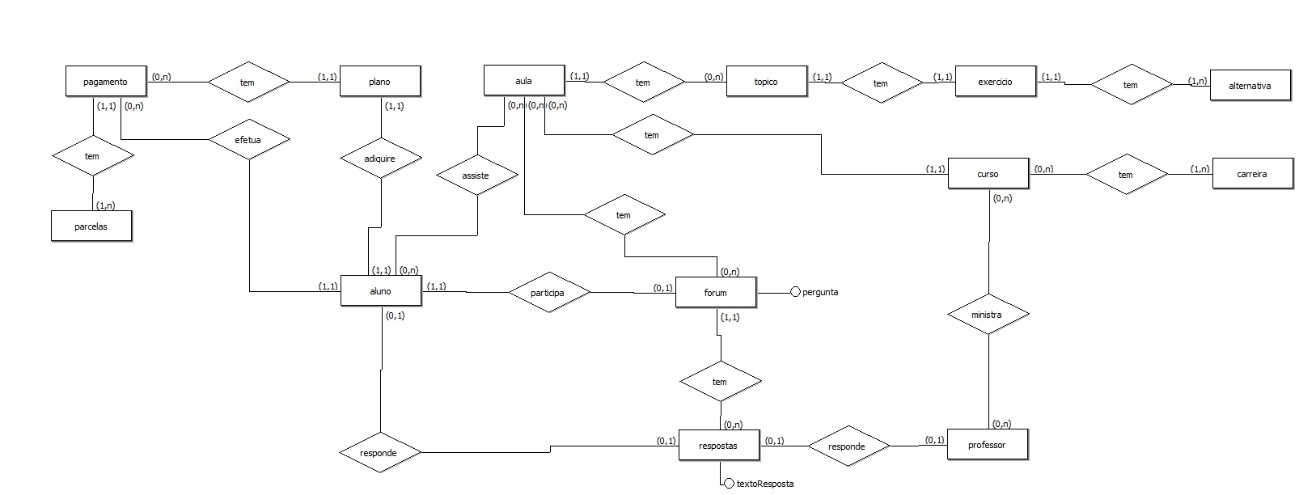 pagamento (0,n) tem (1,1) plano
aula (1,1) tem (0,n) topico (1,1) tem (1,1) exercicio (1,1) tem (1,n) alternativa
(1,1) (0,n) (1,1) (0,n) (0,n) (0,n)
efetua tem
tem adiquire
(1,1) curso (0,n) tem (1,n) carreira
assiste
(0,n)
(1,n)
parcelas tem
(1,1) (0,n) (0,n)
(1,1) aluno (1,1) participa (0,1) forum pergunta
(0,1) (1,1) ministra
tem
(0,n) (0,n)
responde (0,1) respostas (0,1) responde (0,1) professor
textoResposta